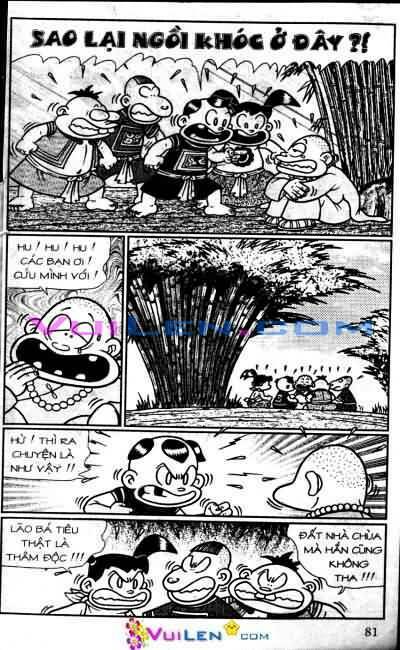 SAO LẠI NGỒI KHÓC Ở ĐÂY ?!
HU ! HU ! HU !
CÁC BẠN ƠI !
CỨU MÌNH VỚI !
VuiLen.com
HỪ ! THÌ RA
CHUYỆN LÀ
NHƯ VẬY !!
LÃO BÁ TIÊU
THẬT LÀ
THÂM ĐỘC !!!
ĐẤT NHÀ CHÙA
MÀ HẮN CŨNG
KHÔNG
THA !!!
81
VuiLen.com